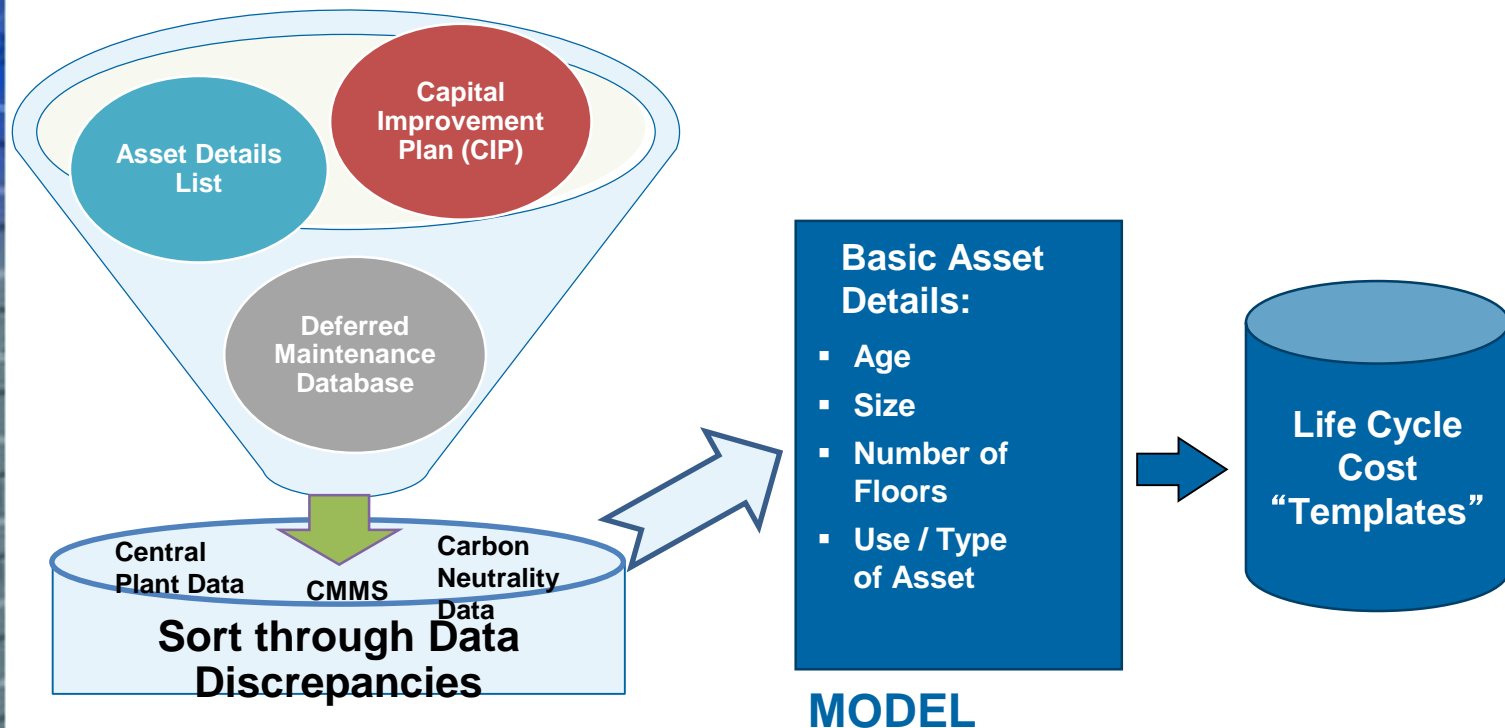 Capital
Improvement
Plan (CIP)
Asset Details
List
Deferred
Maintenance
Database
Central
Plant Data
CMMS
Carbon
Neutrality
Data
Sort through Data
Discrepancies
Basic Asset
Details:
▪ Age
▪ Size
▪ Number of
Floors
▪ Use / Type
of Asset
MODEL
Life Cycle
Cost
“Templates”